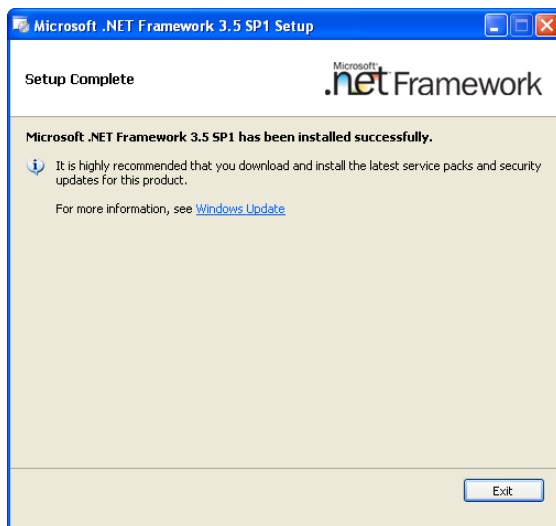 Microsoft .NET Framework 3.5 SP1 Setup
Setup Complete
Microsoft
.net Framework
Microsoft .NET Framework 3.5 SP1 has been installed successfully.
It is highly recommended that you download and install the latest service packs and security
updates for this product.
For more information, see Windows Update
Exit